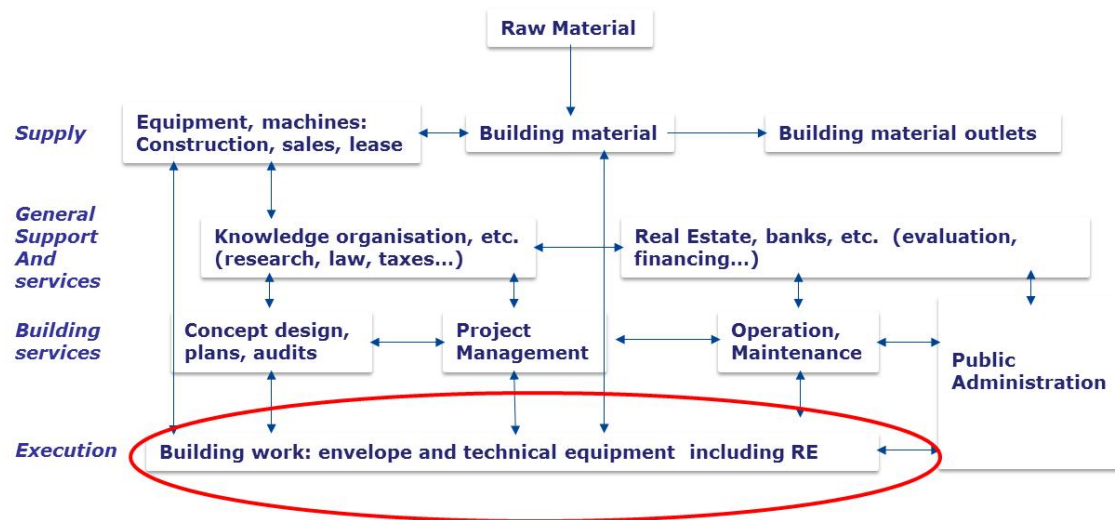 Raw Material
Supply
Equipment, machines:
Construction, sales, lease
Building material
Building material outlets
General
Support
And
services
Knowledge organisation, etc.
(research, law, taxes...)
Real Estate, banks, etc. (evaluation,
financing...)
Building
services
Concept design,
plans, audits
Project
Management
Operation,
Maintenance
Public
Administration
Execution
Building work: envelope and technical equipment including RE